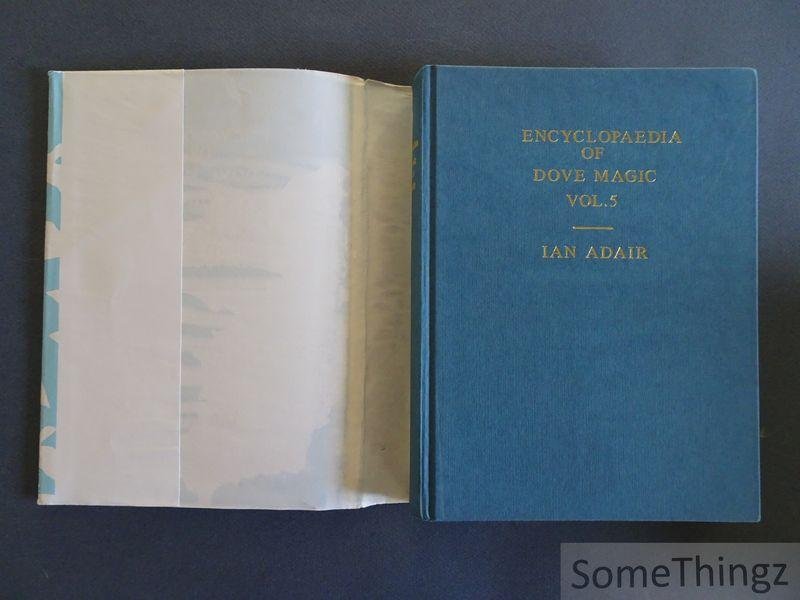 ENCYCLOPAEDIA
OF
DOVE MAGIC
VOL.5
IAN ADAIR
SomeThingz